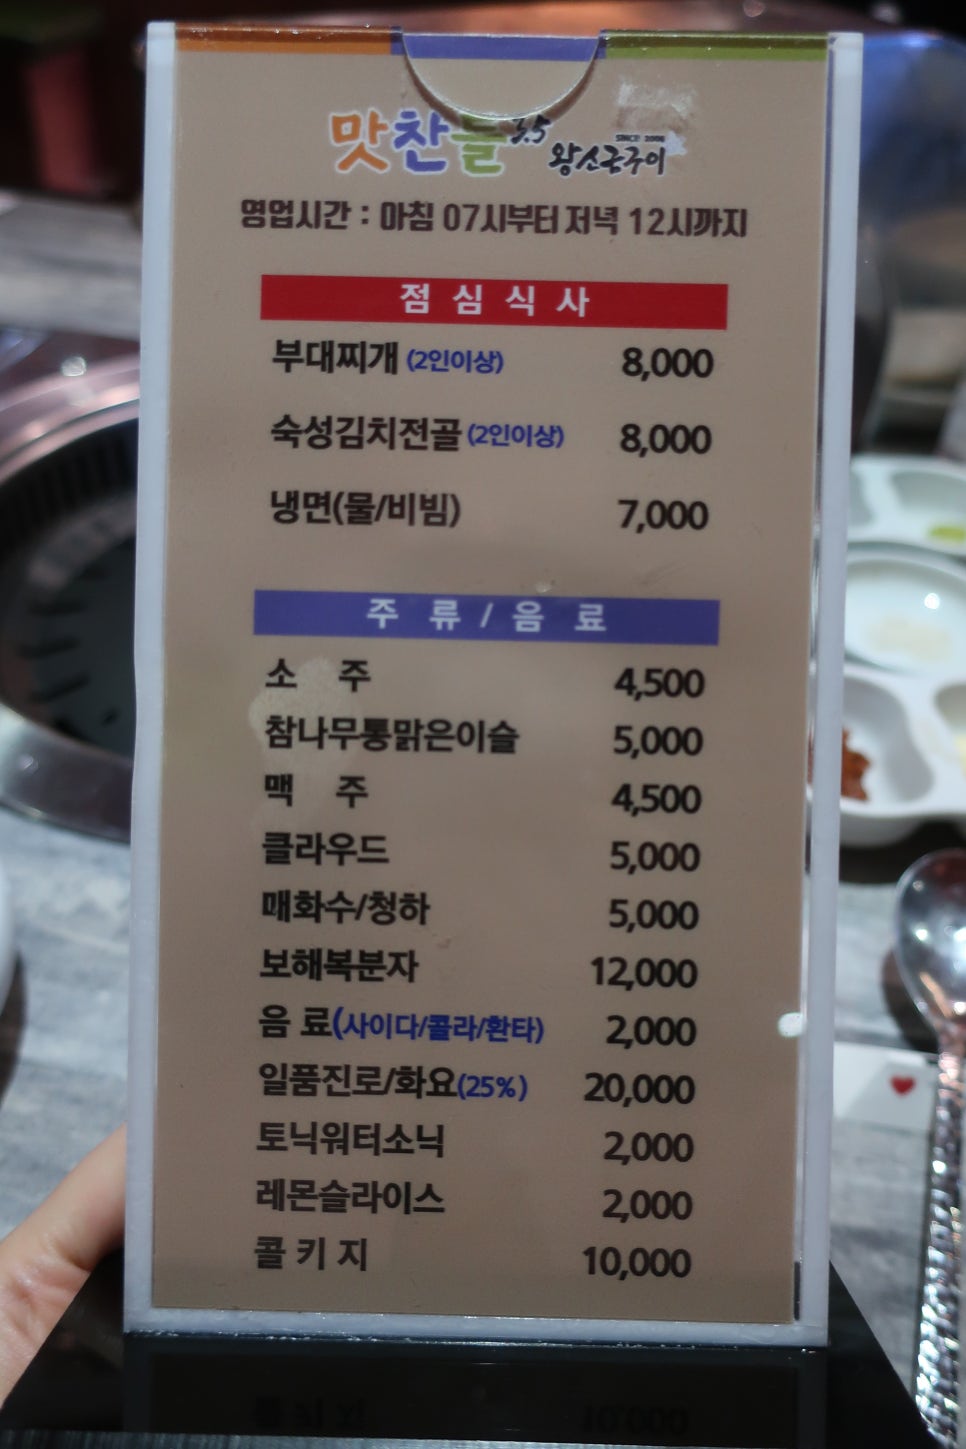 맛찬들 3.5
SINCE 2006
왕소금구이
영업시간 : 아침 07시부터 저녁 12시까지
점 심 식 사
부대찌개 (2인이상) 8,000
숙성김치전골 (2인이상) 8,000
냉면(물/비빔) 7,000
주 류 / 음 료
소 주 4,500
참나무통맑은이슬 5,000
맥 주 4,500
클라우드 5,000
매화수/청하 5,000
보해복분자 12,000
음 료(사이다/콜라/환타) 2,000
일품진로/화요(25%) 20,000
토닉워터소닉 2,000
레몬슬라이스 2,000
콜 키 지 10,000